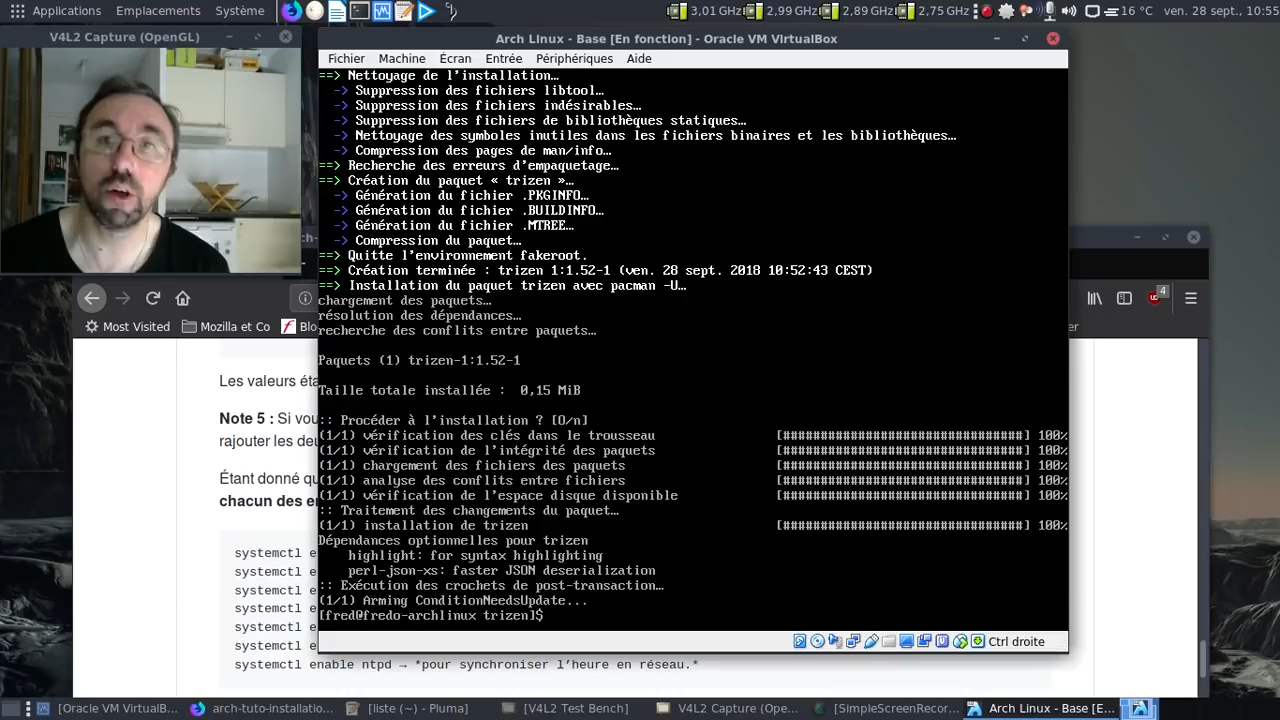 Applications Emplacements Système
3,01 GHz 2,99 GHz 2,89 GHz 2,75 GHz 16 °C ven. 28 sept., 10:55
V4L2 Capture (OpenGL)
Arch Linux - Base [En fonction] - Oracle VM VirtualBox
Fichier Machine Écran Entrée Périphériques Aide
==> Nettoyage de l'installation…
-> Suppression des fichiers libtool…
-> Suppression des fichiers indésirables…
-> Suppression des fichiers de bibliothèques statiques…
-> Nettoyage des symboles inutiles dans les fichiers binaires et les bibliothèques…
-> Compression des pages de man/info…
==> Recherche des erreurs d'empaquetage…
==> Création du paquet « trizen »…
-> Génération du fichier .PKGINFO…
-> Génération du fichier .BUILDINFO…
-> Génération du fichier .MTREE…
-> Compression du paquet…
==> Quitte l'environnement fakeroot.
==> Création terminée : trizen 1:1.52-1 (ven. 28 sept. 2018 10:52:43 CEST)
==> Installation du paquet trizen avec pacman -U…
chargement des paquets…
résolution des dépendances…
recherche des conflits entre paquets…
Paquets (1) trizen-1:1.52-1
Taille totale installée : 0,15 MiB
:: Procéder à l'installation ? [O/n]
(1/1) vérification des clés dans le trousseau [#################################] 100%
(1/1) vérification de l'intégrité des paquets [#################################] 100%
(1/1) chargement des fichiers des paquets [#################################] 100%
(1/1) analyse des conflits entre fichiers [#################################] 100%
(1/1) vérification de l'espace disque disponible [#################################] 100%
:: Traitement des changements du paquet…
(1/1) installation de trizen [#################################] 100%
Dépendances optionnelles pour trizen
highlight: for syntax highlighting
perl-json-xs: faster JSON deserialization
:: Exécution des crochets de post-transaction…
(1/1) Arming ConditionNeedsUpdate...
[fred@fredo-archlinux trizen]$
Ctrl droite
arch-
4
Most Visited Mozilla et Co
Les valeurs
Note 5 : Si
rajouter les
Étant donné
chacun des
systemctl
systemctl
systemctl
systemctl
systemctl
systemctl
systemctl enable ntpd → *pour synchroniser l'heure en réseau.*
[Oracle VM VirtualB… arch-tuto-installatio… [liste (~) - Pluma] [V4L2 Test Bench] V4L2 Capture (Ope… [SimpleScreenRecor… Arch Linux - Base [E…